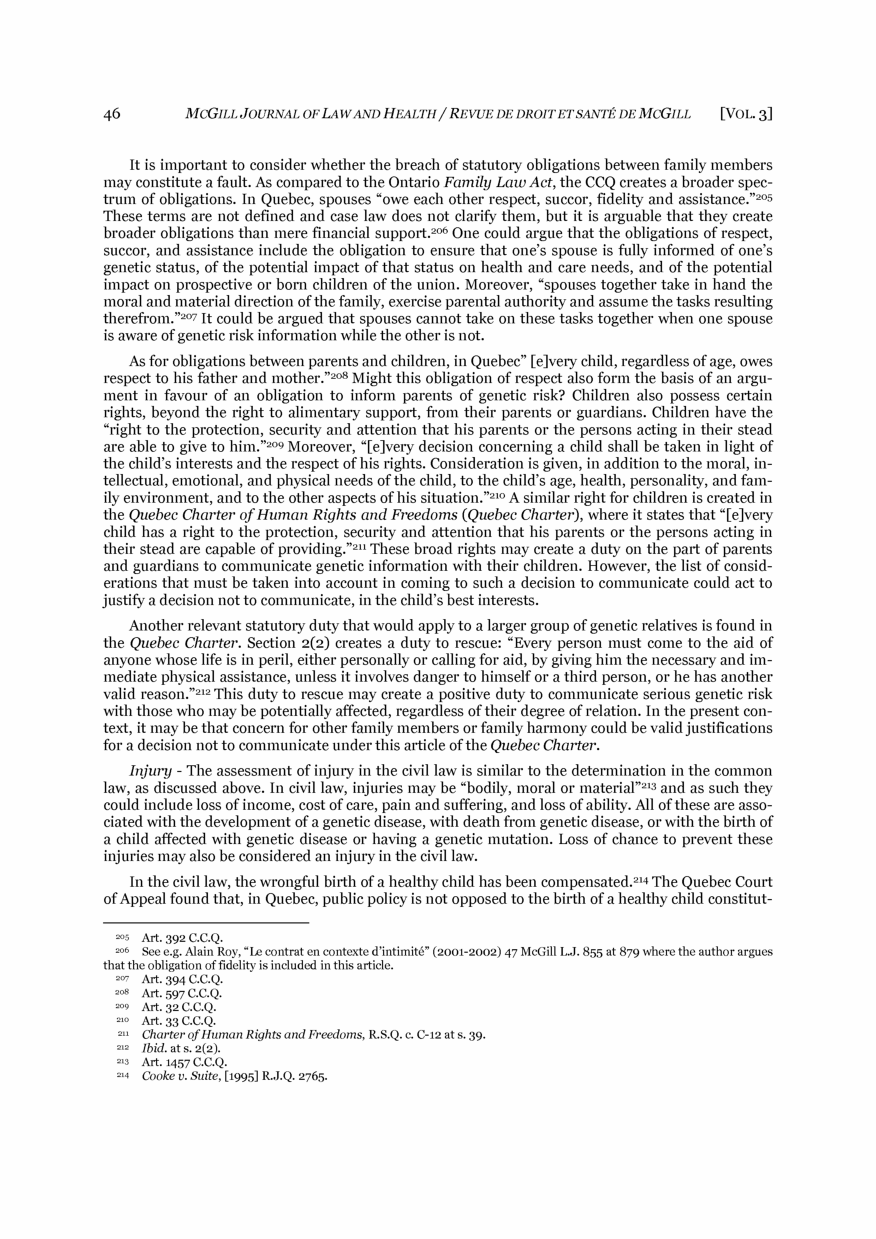 46 MCGILL JOURNAL OF LAW AND HEALTH / REVUE DE DROIT ET SANTÉ DE MCGILL [VOL. 3]
It is important to consider whether the breach of statutory obligations between family members
may constitute a fault. As compared to the Ontario Family Law Act, the CCQ creates a broader spec-
trum of obligations. In Quebec, spouses “owe each other respect, succor, fidelity and assistance.”205
These terms are not defined and case law does not clarify them, but it is arguable that they create
broader obligations than mere financial support.206 One could argue that the obligations of respect,
succor, and assistance include the obligation to ensure that one’s spouse is fully informed of one’s
genetic status, of the potential impact of that status on health and care needs, and of the potential
impact on prospective or born children of the union. Moreover, “spouses together take in hand the
moral and material direction of the family, exercise parental authority and assume the tasks resulting
therefrom.”207 It could be argued that spouses cannot take on these tasks together when one spouse
is aware of genetic risk information while the other is not.
As for obligations between parents and children, in Quebec” [e]very child, regardless of age, owes
respect to his father and mother.”208 Might this obligation of respect also form the basis of an argu-
ment in favour of an obligation to inform parents of genetic risk? Children also possess certain
rights, beyond the right to alimentary support, from their parents or guardians. Children have the
“right to the protection, security and attention that his parents or the persons acting in their stead
are able to give to him.”209 Moreover, “[e]very decision concerning a child shall be taken in light of
the child’s interests and the respect of his rights. Consideration is given, in addition to the moral, in-
tellectual, emotional, and physical needs of the child, to the child’s age, health, personality, and fam-
ily environment, and to the other aspects of his situation.”210 A similar right for children is created in
the Quebec Charter of Human Rights and Freedoms (Quebec Charter), where it states that “[e]very
child has a right to the protection, security and attention that his parents or the persons acting in
their stead are capable of providing.”211 These broad rights may create a duty on the part of parents
and guardians to communicate genetic information with their children. However, the list of consid-
erations that must be taken into account in coming to such a decision to communicate could act to
justify a decision not to communicate, in the child’s best interests.
Another relevant statutory duty that would apply to a larger group of genetic relatives is found in
the Quebec Charter. Section 2(2) creates a duty to rescue: “Every person must come to the aid of
anyone whose life is in peril, either personally or calling for aid, by giving him the necessary and im-
mediate physical assistance, unless it involves danger to himself or a third person, or he has another
valid reason.”212 This duty to rescue may create a positive duty to communicate serious genetic risk
with those who may be potentially affected, regardless of their degree of relation. In the present con-
text, it may be that concern for other family members or family harmony could be valid justifications
for a decision not to communicate under this article of the Quebec Charter.
Injury - The assessment of injury in the civil law is similar to the determination in the common
law, as discussed above. In civil law, injuries may be “bodily, moral or material”213 and as such they
could include loss of income, cost of care, pain and suffering, and loss of ability. All of these are asso-
ciated with the development of a genetic disease, with death from genetic disease, or with the birth of
a child affected with genetic disease or having a genetic mutation. Loss of chance to prevent these
injuries may also be considered an injury in the civil law.
In the civil law, the wrongful birth of a healthy child has been compensated.214 The Quebec Court
of Appeal found that, in Quebec, public policy is not opposed to the birth of a healthy child constitut-
205 Art. 392 C.C.Q.
206 See e.g. Alain Roy, “Le contrat en contexte d’intimité” (2001-2002) 47 McGill L.J. 855 at 879 where the author argues
that the obligation of fidelity is included in this article.
207 Art. 394 C.C.Q.
208 Art. 597 C.C.Q.
209 Art. 32 C.C.Q.
210 Art. 33 C.C.Q.
211 Charter of Human Rights and Freedoms, R.S.Q. c. C-12 at s. 39.
212 Ibid. at s. 2(2).
213 Art. 1457 C.C.Q.
214 Cooke v. Suite, [1995] R.J.Q. 2765.